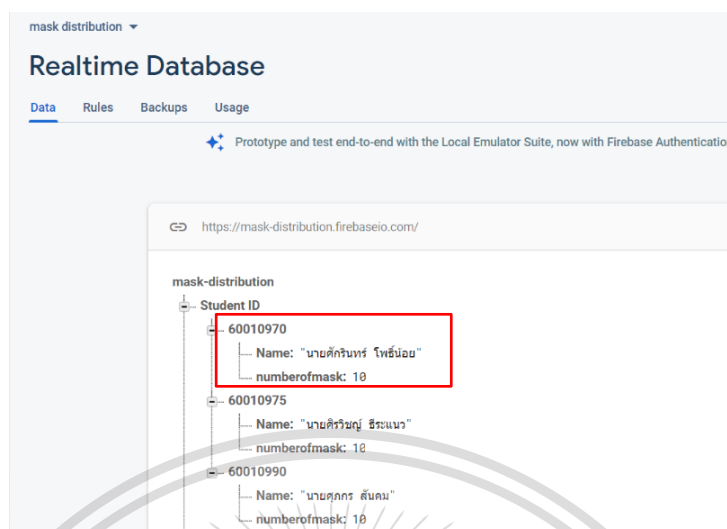 mask distribution
Realtime Database
Data Rules Backups Usage
Prototype and test end-to-end with the Local Emulator Suite, now with Firebase Authenticatio
https://mask-distribution.firebaseio.com/
mask-distribution
Student ID
60010970
Name: "นายศักรินทร์ โพธิ์น้อย"
numberofmask: 10
60010975
Name: "นายศิรวิชญ์ ธีระแนว"
numberofmask: 10
60010990
Name: "นายศุภกร สันคม"
numberofmask: 10